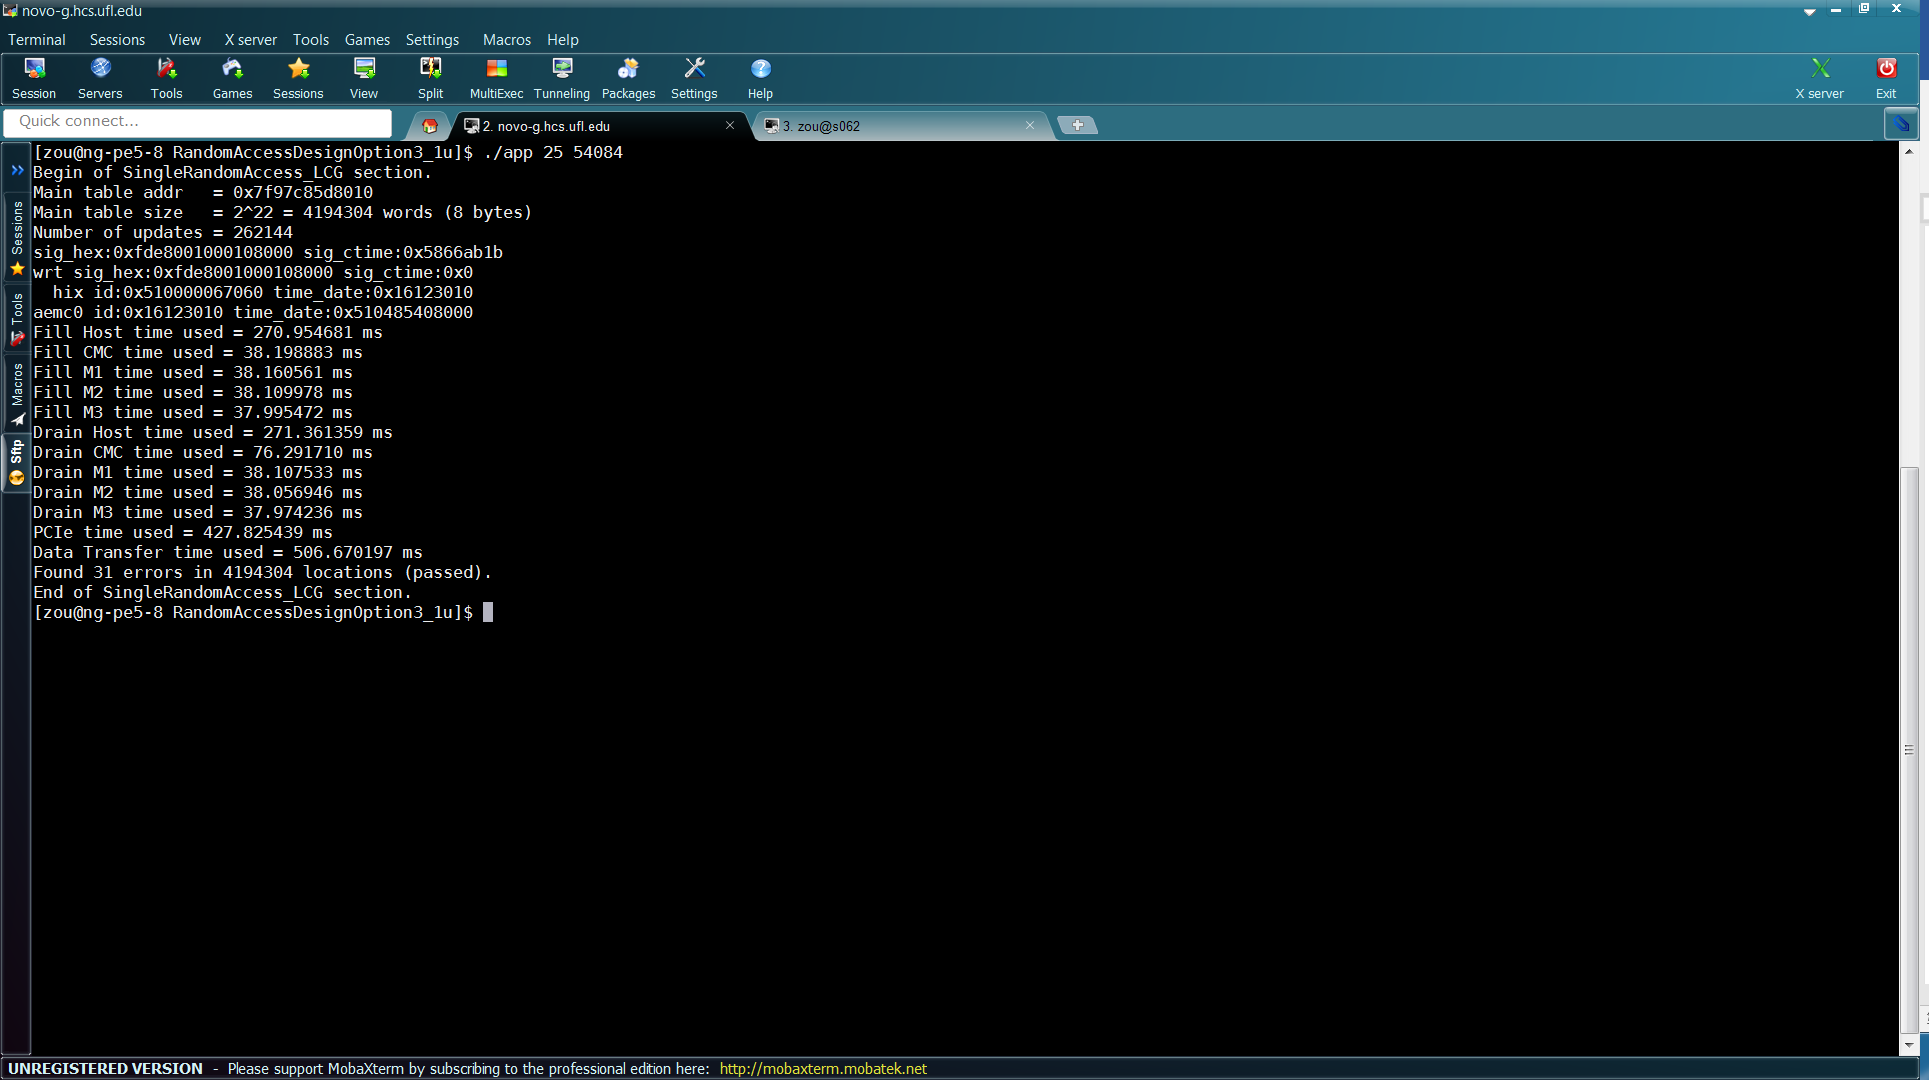 novo-g.hcs.ufl.edu
Terminal Sessions View X server Tools Games Settings Macros Help
Session Servers Tools Games Sessions View Split MultiExec Tunneling Packages Settings Help X server Exit
Quick connect... 2. novo-g.hcs.ufl.edu 3. zou@s062
[zou@ng-pe5-8 RandomAccessDesignOption3_1u]$ ./app 25 54084
Begin of SingleRandomAccess_LCG section.
Main table addr   = 0x7f97c85d8010
Main table size   = 2^22 = 4194304 words (8 bytes)
Number of updates = 262144
sig_hex:0xfde8001000108000 sig_ctime:0x5866ab1b
wrt sig_hex:0xfde8001000108000 sig_ctime:0x0
  hix id:0x510000067060 time_date:0x16123010
aemc0 id:0x16123010 time_date:0x510485408000
Fill Host time used = 270.954681 ms
Fill CMC time used = 38.198883 ms
Fill M1 time used = 38.160561 ms
Fill M2 time used = 38.109978 ms
Fill M3 time used = 37.995472 ms
Drain Host time used = 271.361359 ms
Drain CMC time used = 76.291710 ms
Drain M1 time used = 38.107533 ms
Drain M2 time used = 38.056946 ms
Drain M3 time used = 37.974236 ms
PCIe time used = 427.825439 ms
Data Transfer time used = 506.670197 ms
Found 31 errors in 4194304 locations (passed).
End of SingleRandomAccess_LCG section.
[zou@ng-pe5-8 RandomAccessDesignOption3_1u]$
Sessions
Tools
Macros
Sftp
UNREGISTERED VERSION - Please support MobaXterm by subscribing to the professional edition here: http://mobaxterm.mobatek.net